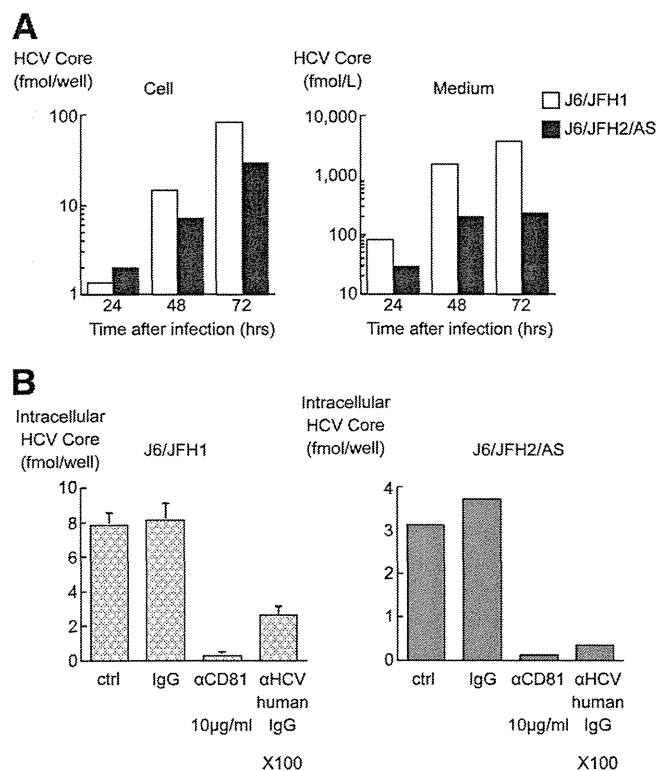 A
HCV Core
(fmol/well)
Cell
100
10
1
24 48 72
Time after infection (hrs)
HCV Core
(fmol/L)
Medium
10,000
1,000
100
10
24 48 72
Time after infection (hrs)
J6/JFH1
J6/JFH2/AS
B
Intracellular
HCV Core
(fmol/well)
J6/JFH1
10
8
6
4
2
0
ctrl IgG αCD81 αHCV
human
10µg/ml IgG
X100
Intracellular
HCV Core
(fmol/well)
J6/JFH2/AS
4
3
2
1
0
ctrl IgG αCD81 αHCV
human
10µg/ml IgG
X100